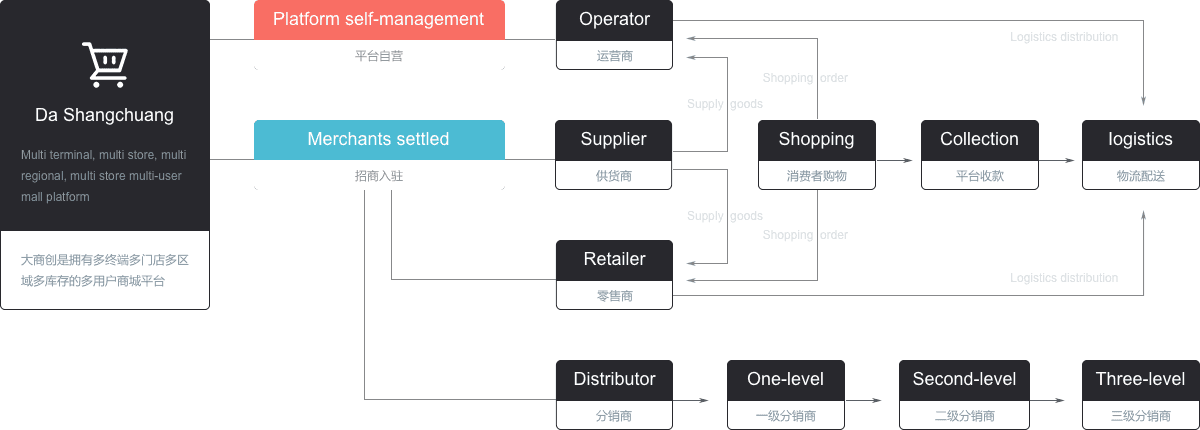 Da Shangchuang
Multi terminal, multi store, multi
regional, multi store multi-user
mall platform
大商创是拥有多终端多门店多区
域多库存的多用户商城平台
Platform self-management
平台自营
Operator
运营商
Logistics distribution
Shopping order
Supply goods
Merchants settled
招商入驻
Supplier
供货商
Shopping
消费者购物
Collection
平台收款
logistics
物流配送
Supply goods
Shopping order
Retailer
零售商
Logistics distribution
Distributor
分销商
One-level
一级分销商
Second-level
二级分销商
Three-level
三级分销商